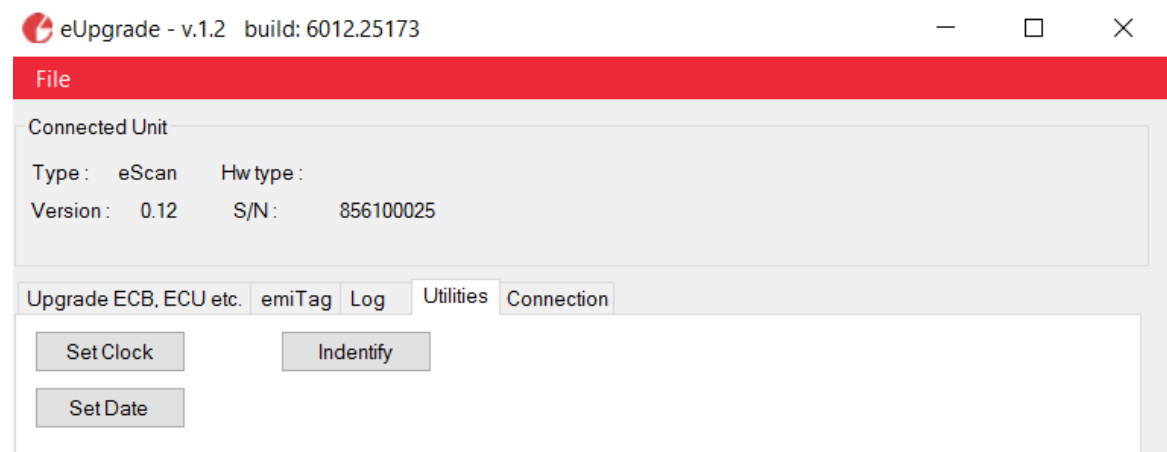 eUpgrade - v.1.2 build: 6012.25173
File
Connected Unit
Type : eScan Hw type :
Version : 0.12 S/N : 856100025
Upgrade ECB, ECU etc. emiTag Log Utilities Connection
Set Clock Indentify
Set Date